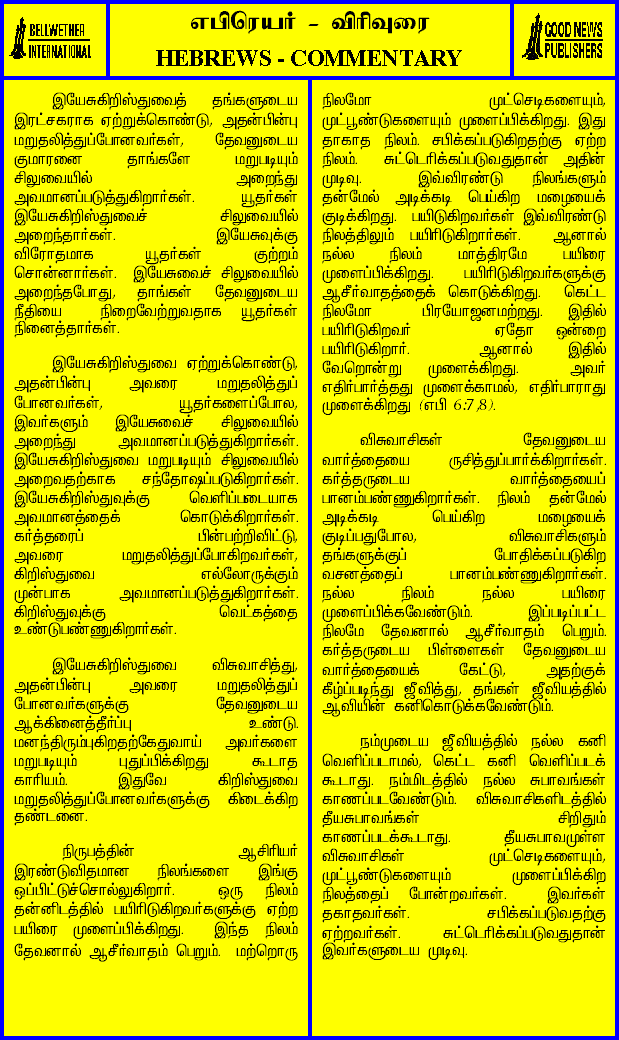 BELLWETHER
INTERNATIONAL
எபிரெயர் - விரிவுரை
HEBREWS - COMMENTARY
GOOD NEWS
PUBLISHERS
இயேசுகிறிஸ்துவைத் தங்களுடைய
இரட்சகராக ஏற்றுக்கொண்டு, அதன்பின்பு
மறுதலித்துப்போனவர்கள், தேவனுடைய
குமாரனை தாங்களே மறுபடியும்
சிலுவையில் அறைந்து
அவமானப்படுத்துகிறார்கள். யூதர்கள்
இயேசுகிறிஸ்துவைச் சிலுவையில்
அறைந்தார்கள். இயேசுவுக்கு
விரோதமாக யூதர்கள் குற்றம்
சொன்னார்கள். இயேசுவைச் சிலுவையில்
அறைந்தபோது, தாங்கள் தேவனுடைய
நீதியை நிறைவேற்றுவதாக யூதர்கள்
நினைத்தார்கள்.
இயேசுகிறிஸ்துவை ஏற்றுக்கொண்டு,
அதன்பின்பு அவரை மறுதலித்துப்
போனவர்கள், யூதர்களைப்போல,
இவர்களும் இயேசுவைச் சிலுவையில்
அறைந்து அவமானப்படுத்துகிறார்கள்.
இயேசுகிறிஸ்துவை மறுபடியும் சிலுவையில்
அறைவதற்காக சந்தோஷப்படுகிறார்கள்.
இயேசுகிறிஸ்துவுக்கு வெளிப்படையாக
அவமானத்தைக் கொடுக்கிறார்கள்.
கர்த்தரைப் பின்பற்றிவிட்டு,
அவரை மறுதலித்துப்போகிறவர்கள்,
கிறிஸ்துவை எல்லோருக்கும்
முன்பாக அவமானப்படுத்துகிறார்கள்.
கிறிஸ்துவுக்கு வெட்கத்தை
உண்டுபண்ணுகிறார்கள்.
இயேசுகிறிஸ்துவை விசுவாசித்து,
அதன்பின்பு அவரை மறுதலித்துப்
போனவர்களுக்கு தேவனுடைய
ஆக்கினைத்தீர்ப்பு உண்டு.
மனந்திரும்புகிறதற்கேதுவாய் அவர்களை
மறுபடியும் புதுப்பிக்கிறது கூடாத
காரியம். இதுவே கிறிஸ்துவை
மறுதலித்துப்போனவர்களுக்கு கிடைக்கிற
தண்டனை.
நிருபத்தின் ஆசிரியர்
இரண்டுவிதமான நிலங்களை இங்கு
ஒப்பிட்டுச்சொல்லுகிறார். ஒரு நிலம்
தன்னிடத்தில் பயிரிடுகிறவர்களுக்கு ஏற்ற
பயிரை முளைப்பிக்கிறது. இந்த நிலம்
தேவனால் ஆசீர்வாதம் பெறும். மற்றொரு
நிலமோ முட்செடிகளையும்,
முட்பூண்டுகளையும் முளைப்பிக்கிறது. இது
தகாத நிலம். சபிக்கப்படுகிறதற்கு ஏற்ற
நிலம். சுட்டெரிக்கப்படுவதுதான் அதின்
முடிவு. இவ்விரண்டு நிலங்களும்
தன்மேல் அடிக்கடி பெய்கிற மழையைக்
குடிக்கிறது. பயிடுகிறவர்கள் இவ்விரண்டு
நிலத்திலும் பயிரிடுகிறார்கள். ஆனால்
நல்ல நிலம் மாத்திரமே பயிரை
முளைப்பிக்கிறது. பயிரிடுகிறவர்களுக்கு
ஆசீர்வாதத்தைக் கொடுக்கிறது. கெட்ட
நிலமோ பிரயோஜனமற்றது. இதில்
பயிரிடுகிறவர் ஏதோ ஒன்றை
பயிரிடுகிறார். ஆனால் இதில்
வேறொன்று முளைக்கிறது. அவர்
எதிர்பார்த்தது முளைக்காமல், எதிர்பாராது
முளைக்கிறது (எபி 6:7,8).
விசுவாசிகள் தேவனுடைய
வார்த்தையை ருசித்துப்பார்க்கிறார்கள்.
கர்த்தருடைய வார்த்தையைப்
பானம்பண்ணுகிறார்கள். நிலம் தன்மேல்
அடிக்கடி பெய்கிற மழையைக்
குடிப்பதுபோல, விசுவாசிகளும்
தங்களுக்குப் போதிக்கப்படுகிற
வசனத்தைப் பானம்பண்ணுகிறார்கள்.
நல்ல நிலம் நல்ல பயிரை
முளைப்பிக்கவேண்டும். இப்படிப்பட்ட
நிலமே தேவனால் ஆசீர்வாதம் பெறும்.
கர்த்தருடைய பிள்ளைகள் தேவனுடைய
வார்த்தையைக் கேட்டு, அதற்குக்
கீழ்ப்படிந்து ஜீவித்து, தங்கள் ஜீவியத்தில்
ஆவியின் கனிகொடுக்கவேண்டும்.
நம்முடைய ஜீவியத்தில் நல்ல கனி
வெளிப்படாமல், கெட்ட கனி வெளிப்படக்
கூடாது. நம்மிடத்தில் நல்ல சுபாவங்கள்
காணப்படவேண்டும். விசுவாசிகளிடத்தில்
தீயசுபாவங்கள் சிறிதும்
காணப்படக்கூடாது. தீயசுபாவமுள்ள
விசுவாசிகள் முட்செடிகளையும்,
முட்பூண்டுகளையும் முளைப்பிக்கிற
நிலத்தைப் போன்றவர்கள். இவர்கள்
தகாதவர்கள். சபிக்கப்படுவதற்கு
ஏற்றவர்கள். சுட்டெரிக்கப்படுவதுதான்
இவர்களுடைய முடிவு.